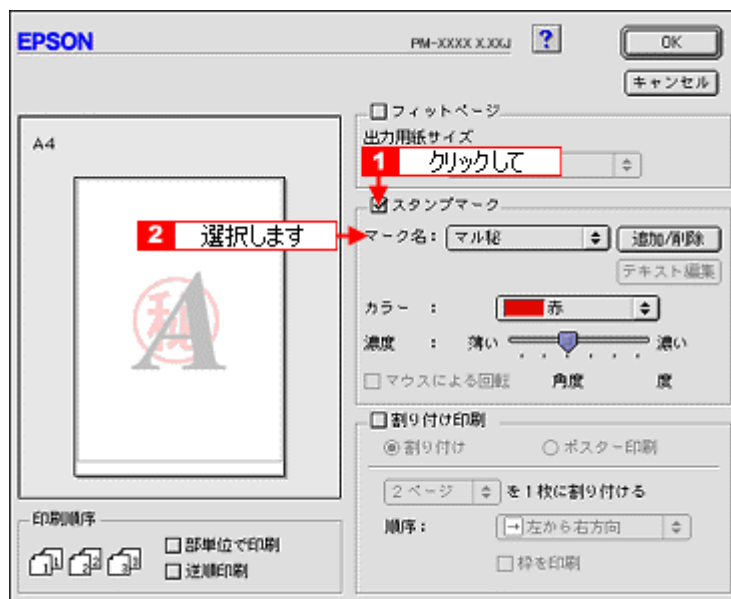 EPSON
PM-XXXX X.XXJ
?
OK
キャンセル
A4
秘
A
フィットページ
出力用紙サイズ
1 クリックして
スタンプマーク
2 選択します
マーク名： マル秘
追加/削除
テキスト編集
カラー ： 赤
濃度 ： 薄い 濃い
マウスによる回転 角度 度
割り付け印刷
割り付け ポスター印刷
2ページ を1枚に割り付ける
順序： 左から右方向
枠を印刷
印刷順序
1 1 2 2 3 3
部単位で印刷
逆順印刷